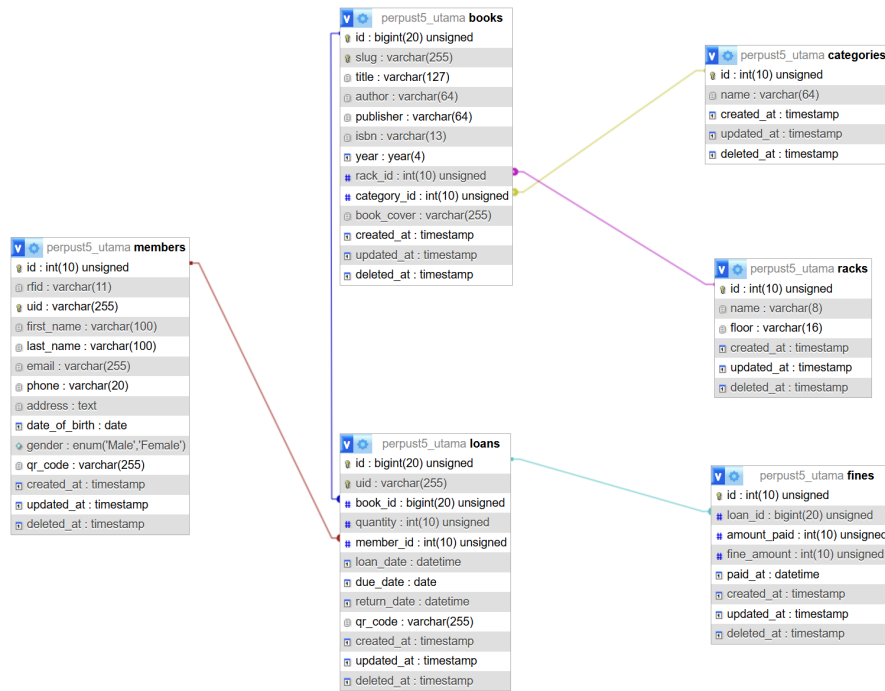 perpust5_utama books
id : bigint(20) unsigned
slug : varchar(255)
title : varchar(127)
author : varchar(64)
publisher : varchar(64)
isbn : varchar(13)
year : year(4)
rack_id : int(10) unsigned
category_id : int(10) unsigned
book_cover : varchar(255)
created_at : timestamp
updated_at : timestamp
deleted_at : timestamp
perpust5_utama categories
id : int(10) unsigned
name : varchar(64)
created_at : timestamp
updated_at : timestamp
deleted_at : timestamp
perpust5_utama members
id : int(10) unsigned
rfid : varchar(11)
uid : varchar(255)
first_name : varchar(100)
last_name : varchar(100)
email : varchar(255)
phone : varchar(20)
address : text
date_of_birth : date
gender : enum('Male','Female')
qr_code : varchar(255)
created_at : timestamp
updated_at : timestamp
deleted_at : timestamp
perpust5_utama racks
id : int(10) unsigned
name : varchar(8)
floor : varchar(16)
created_at : timestamp
updated_at : timestamp
deleted_at : timestamp
perpust5_utama loans
id : bigint(20) unsigned
uid : varchar(255)
book_id : bigint(20) unsigned
quantity : int(10) unsigned
member_id : int(10) unsigned
loan_date : datetime
due_date : date
return_date : datetime
qr_code : varchar(255)
created_at : timestamp
updated_at : timestamp
deleted_at : timestamp
perpust5_utama fines
id : int(10) unsigned
loan_id : bigint(20) unsigned
amount_paid : int(10) unsigned
fine_amount : int(10) unsigned
paid_at : datetime
created_at : timestamp
updated_at : timestamp
deleted_at : timestamp